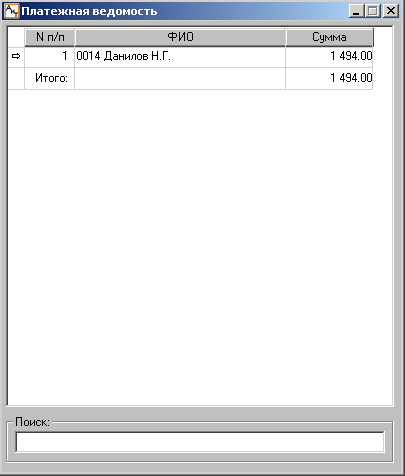 Платежная ведомость
N п/п ФИО Сумма
1 0014 Данилов Н.Г. 1 494.00
Итого: 1 494.00
Поиск: